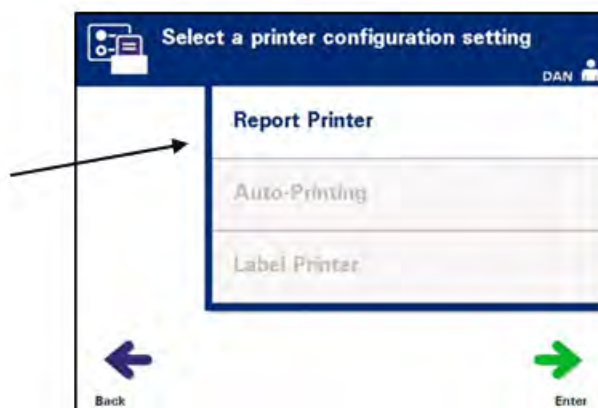 Select a printer configuration setting
DAN
Report Printer
Auto-Printing
Label Printer
Back
Enter